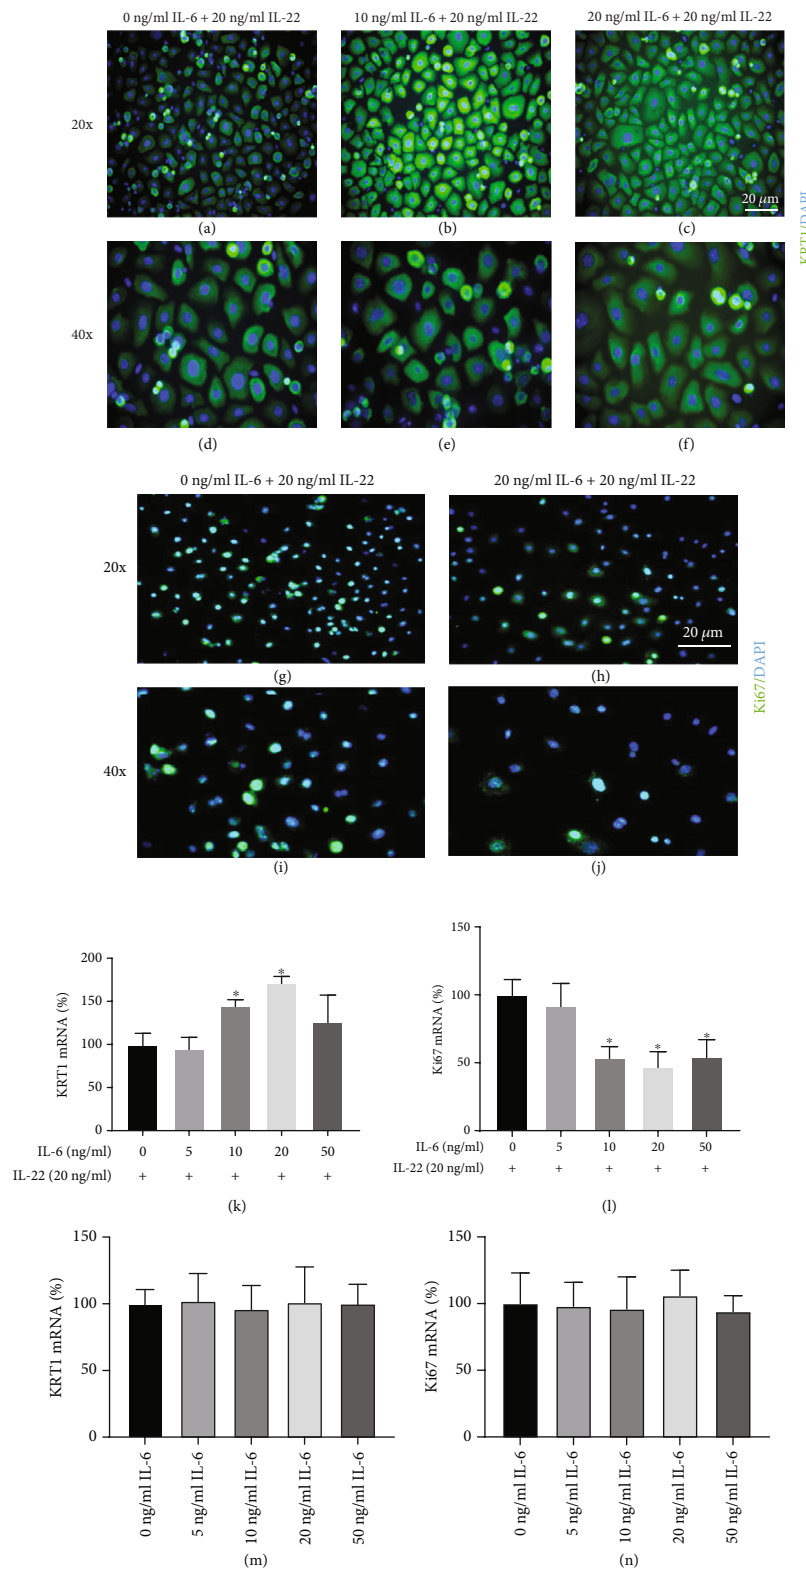 0 ng/ml IL-6 + 20 ng/ml IL-22 10 ng/ml IL-6 + 20 ng/ml IL-22 20 ng/ml IL-6 + 20 ng/ml IL-22
20x
20 μm
(a) (b) (c)
KRT1/DAPI
40x
(d) (e) (f)
0 ng/ml IL-6 + 20 ng/ml IL-22 20 ng/ml IL-6 + 20 ng/ml IL-22
20x
20 μm
(g) (h)
Ki67/DAPI
40x
(i) (j)
KRT1 mRNA (%)
200
150
100
50
0
* *
IL-6 (ng/ml) 0 5 10 20 50
IL-22 (20 ng/ml) + + + + +
(k)
Ki67 mRNA (%)
150
100
50
0
* * *
IL-6 (ng/ml) 0 5 10 20 50
IL-22 (20 ng/ml) + + + + +
(l)
KRT1 mRNA (%)
150
100
50
0
0 ng/ml IL-6
5 ng/ml IL-6
10 ng/ml IL-6
20 ng/ml IL-6
50 ng/ml IL-6
(m)
Ki67 mRNA (%)
150
100
50
0
0 ng/ml IL-6
5 ng/ml IL-6
10 ng/ml IL-6
20 ng/ml IL-6
50 ng/ml IL-6
(n)